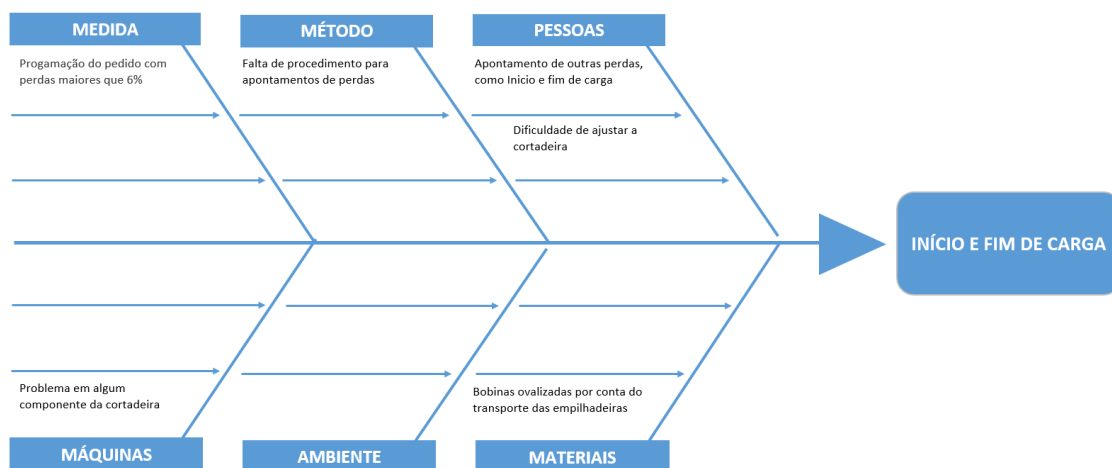 MEDIDA
MÉTODO
PESSOAS
Progamação do pedido com
perdas maiores que 6%
Falta de procedimento para
apontamentos de perdas
Apontamento de outras perdas,
como Inicio e fim de carga
Dificuldade de ajustar a
cortadeira
INÍCIO E FIM DE CARGA
Problema em algum
componente da cortadeira
Bobinas ovalizadas por conta do
transporte das empilhadeiras
MÁQUINAS
AMBIENTE
MATERIAIS